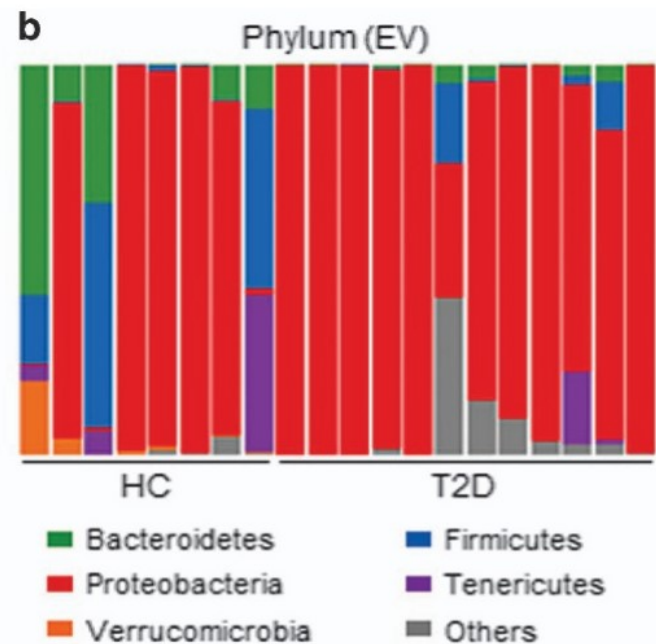 b
Phylum (EV)
HC T2D
Bacteroidetes Firmicutes
Proteobacteria Tenericutes
Verrucomicrobia Others